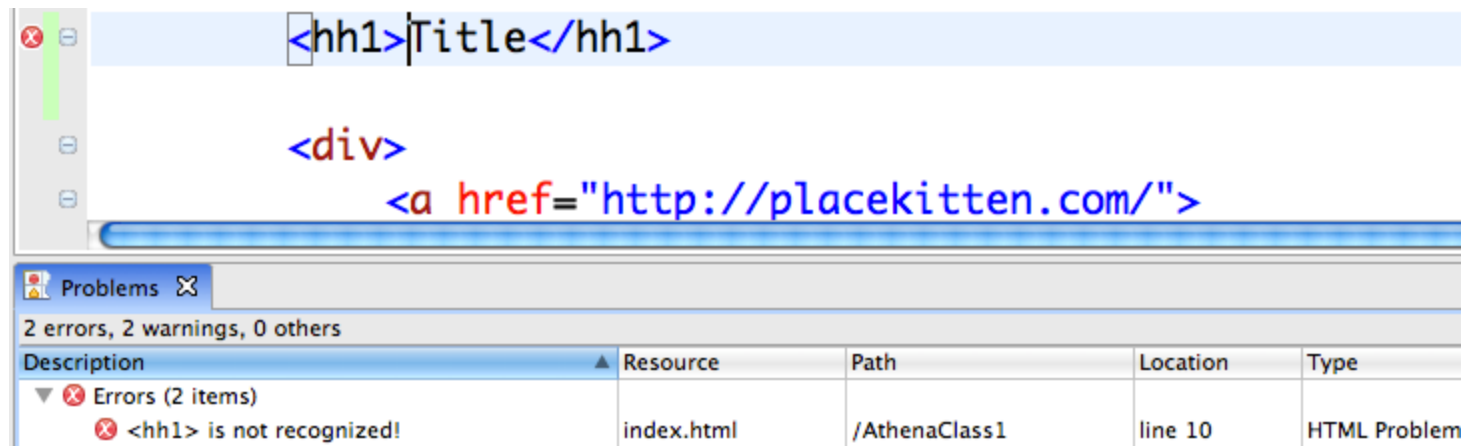 <hh1>Title</hh1>
<div>
<a href="http://placekitten.com/">
Problems
2 errors, 2 warnings, 0 others
Description Resource Path Location Type
Errors (2 items)
<hh1> is not recognized! index.html /AthenaClass1 line 10 HTML Problem